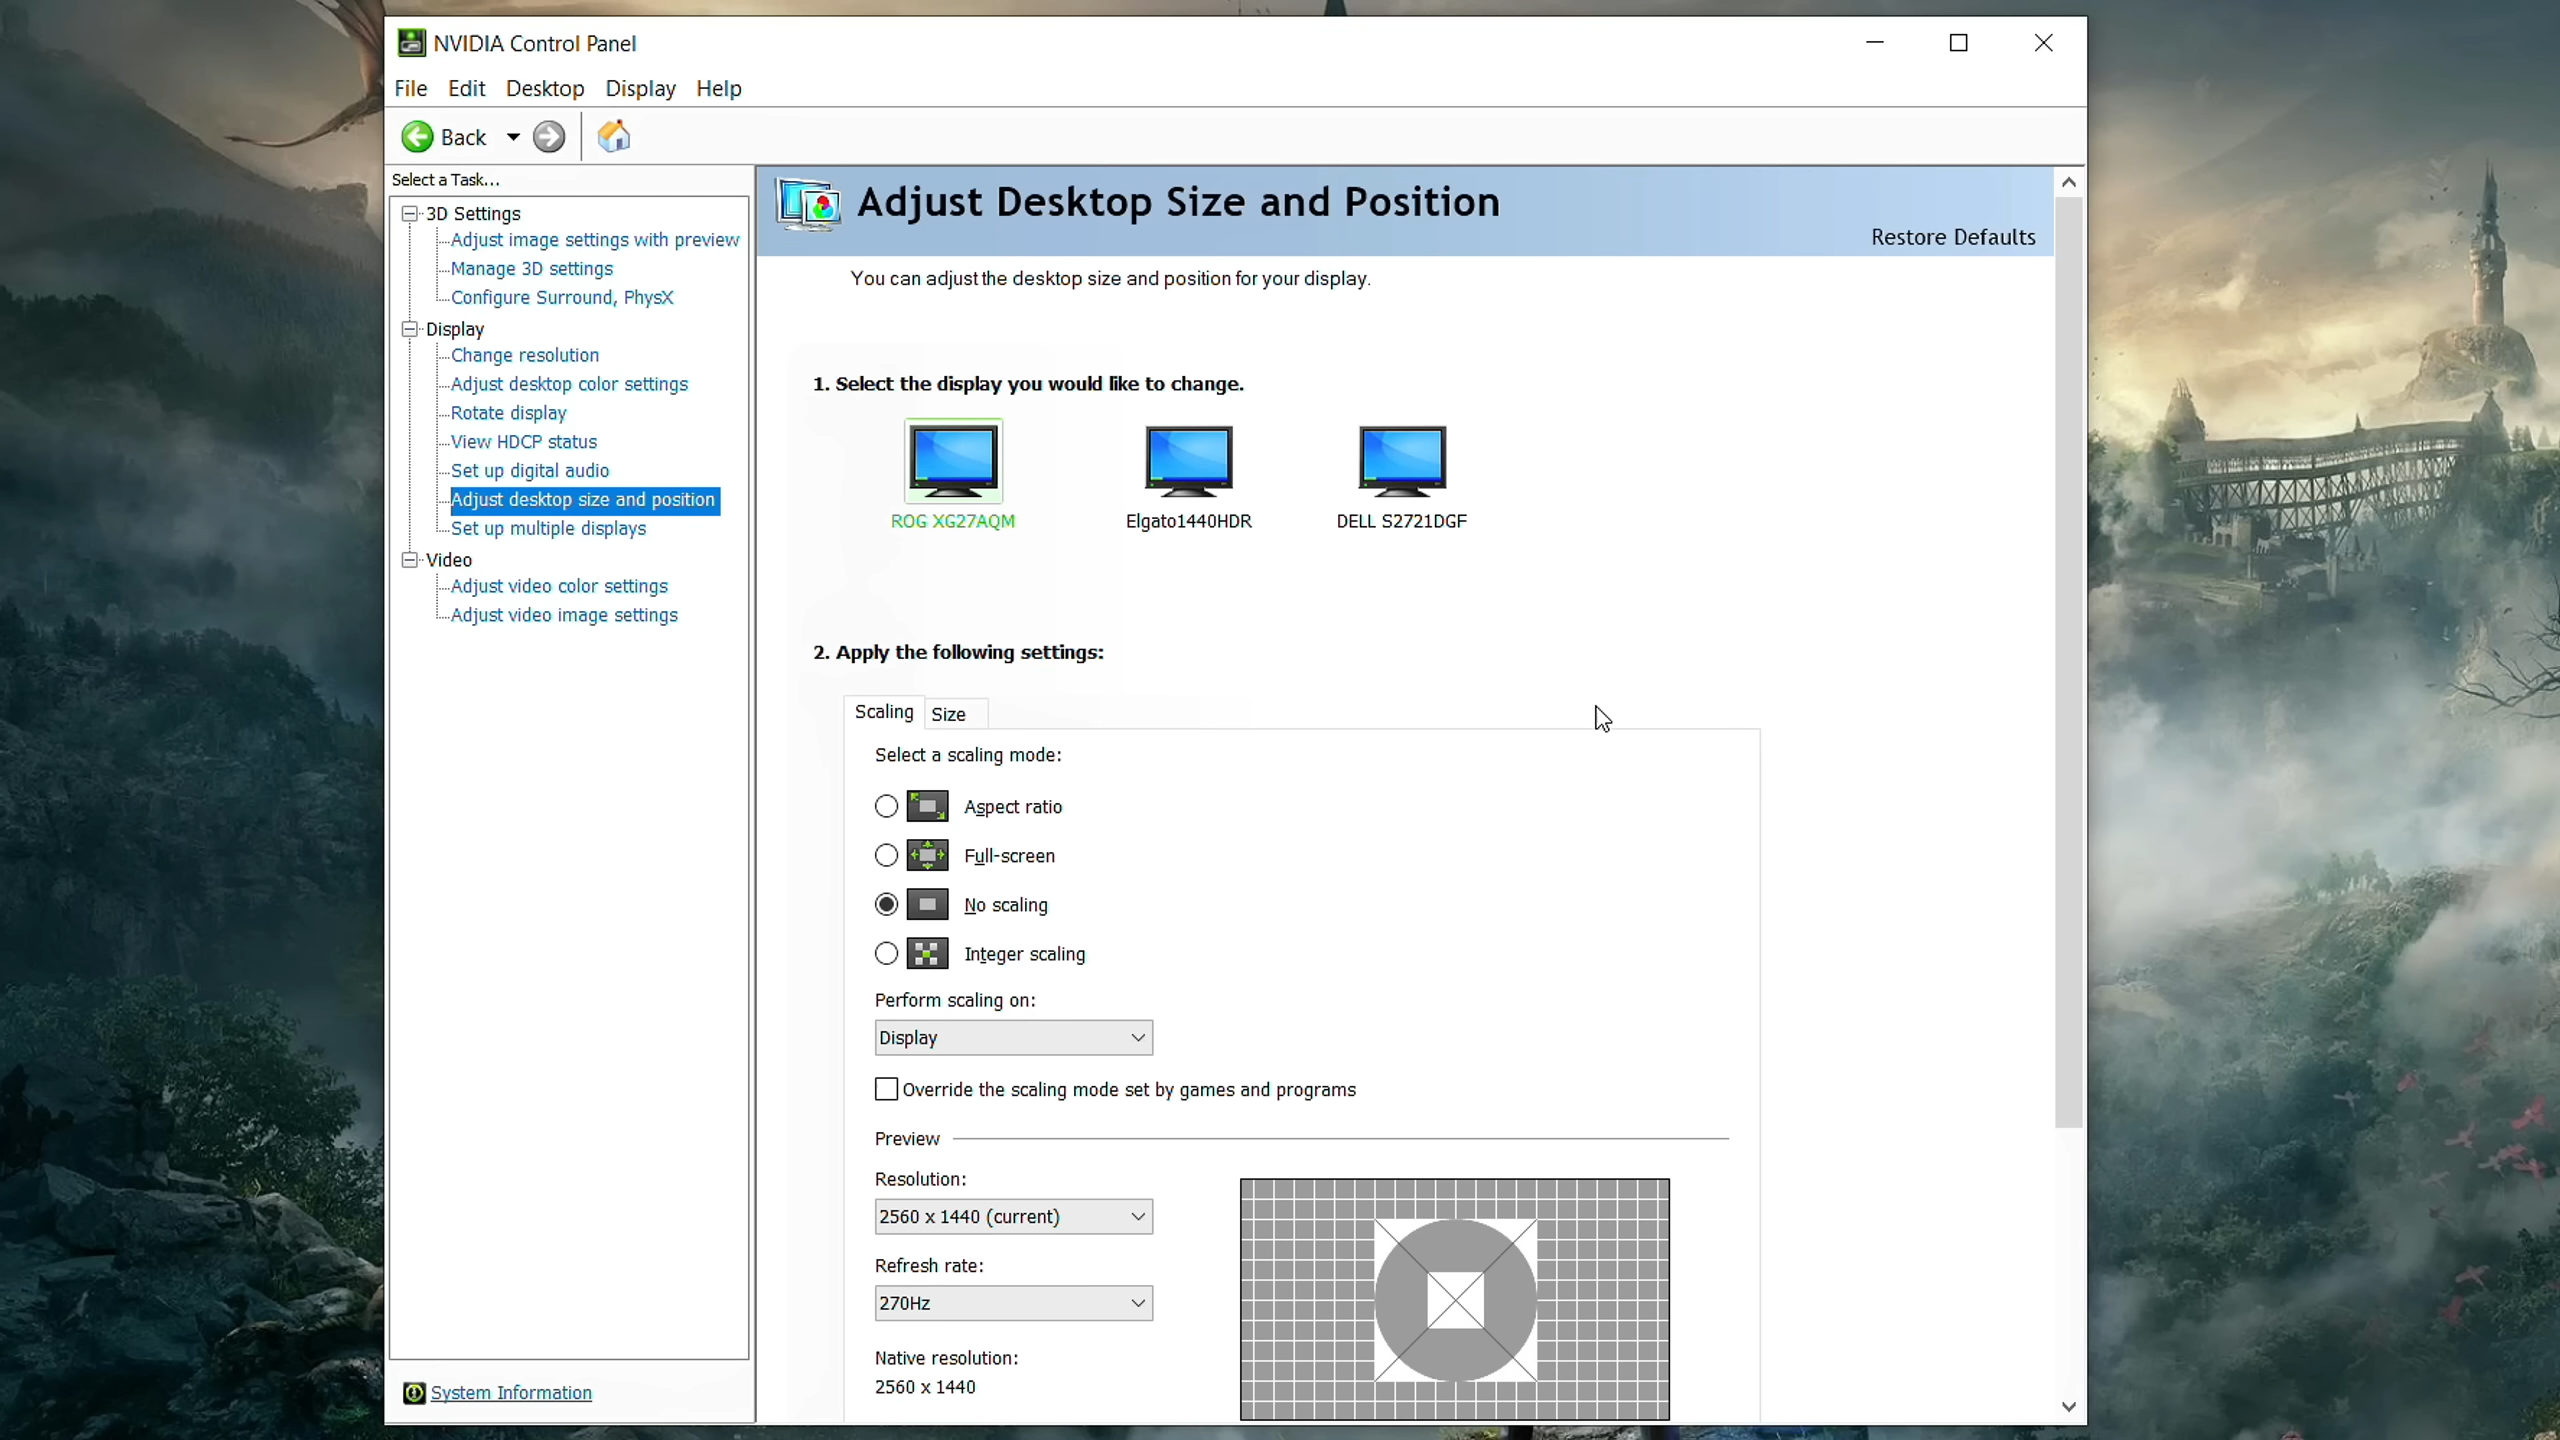 NVIDIA Control Panel
File Edit Desktop Display Help
Back
Select a Task...
3D Settings
Adjust image settings with preview
Manage 3D settings
Configure Surround, PhysX
Display
Change resolution
Adjust desktop color settings
Rotate display
View HDCP status
Set up digital audio
Adjust desktop size and position
Set up multiple displays
Video
Adjust video color settings
Adjust video image settings
System Information
Adjust Desktop Size and Position
Restore Defaults
You can adjust the desktop size and position for your display.
1. Select the display you would like to change.
ROG XG27AQM Elgato1440HDR DELL S2721DGF
2. Apply the following settings:
Scaling Size
Select a scaling mode:
Aspect ratio
Full-screen
No scaling
Integer scaling
Perform scaling on:
Display
Override the scaling mode set by games and programs
Preview
Resolution:
2560 x 1440 (current)
Refresh rate:
270Hz
Native resolution:
2560 x 1440